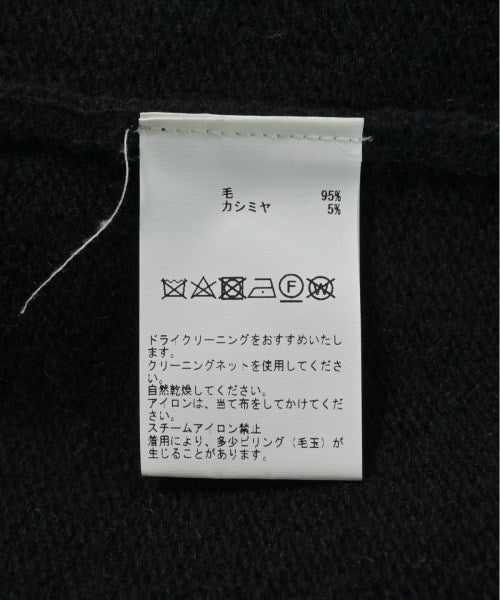 毛 95%
カシミヤ 5%
F W
ドライクリーニングをおすすめいたし
ます。
クリーニングネットを使用してくださ
い。
自然乾燥してください。
アイロンは、当て布をしてかけてくだ
さい。
スチームアイロン禁止
着用により、多少ピリング（毛玉）が
生じることがあります。